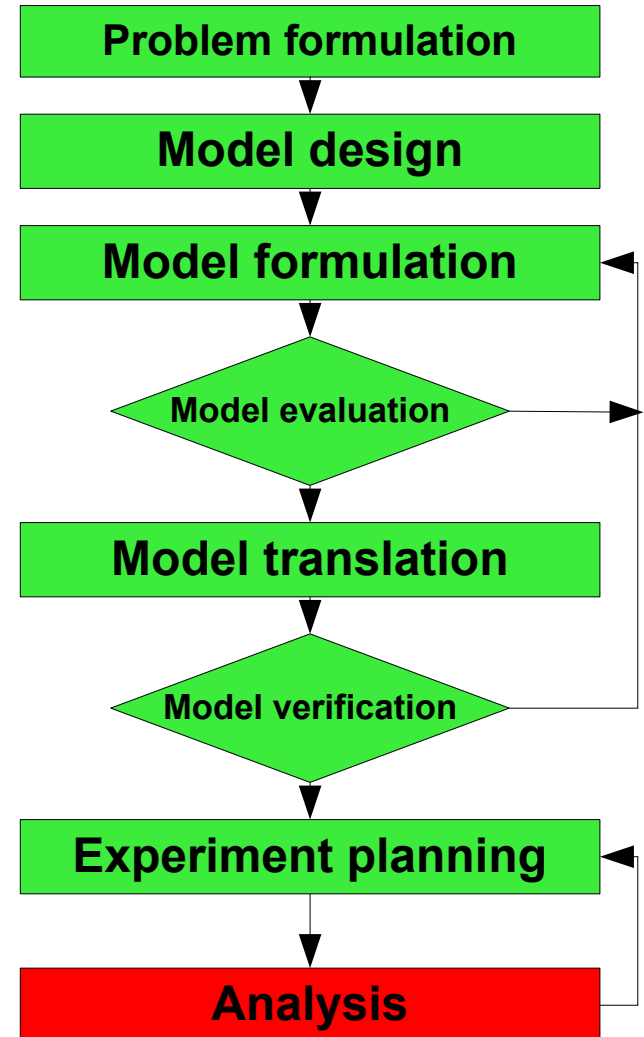 Problem formulation
Model design
Model formulation
Model evaluation
Model translation
Model verification
Experiment planning
Analysis